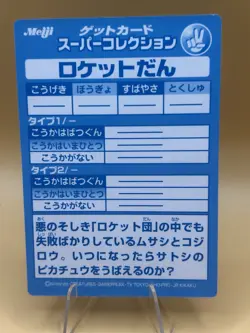 Meiji
ゲットカード
スーパーコレクション
ロケットだん
こうげき ぼうぎょ すばやさ とくしゅ
タイプ1/ー
こうかはばつぐん
こうかはいまひとつ
こうかがない
タイプ2/ー
こうかはばつぐん
こうかはいまひとつ
こうかがない
悪のそしき「ロケット団」の中でも
失敗ばかりしているムサシとコジ
ロウ。いつになったらサトシの
ピカチュウをうばえるのか?